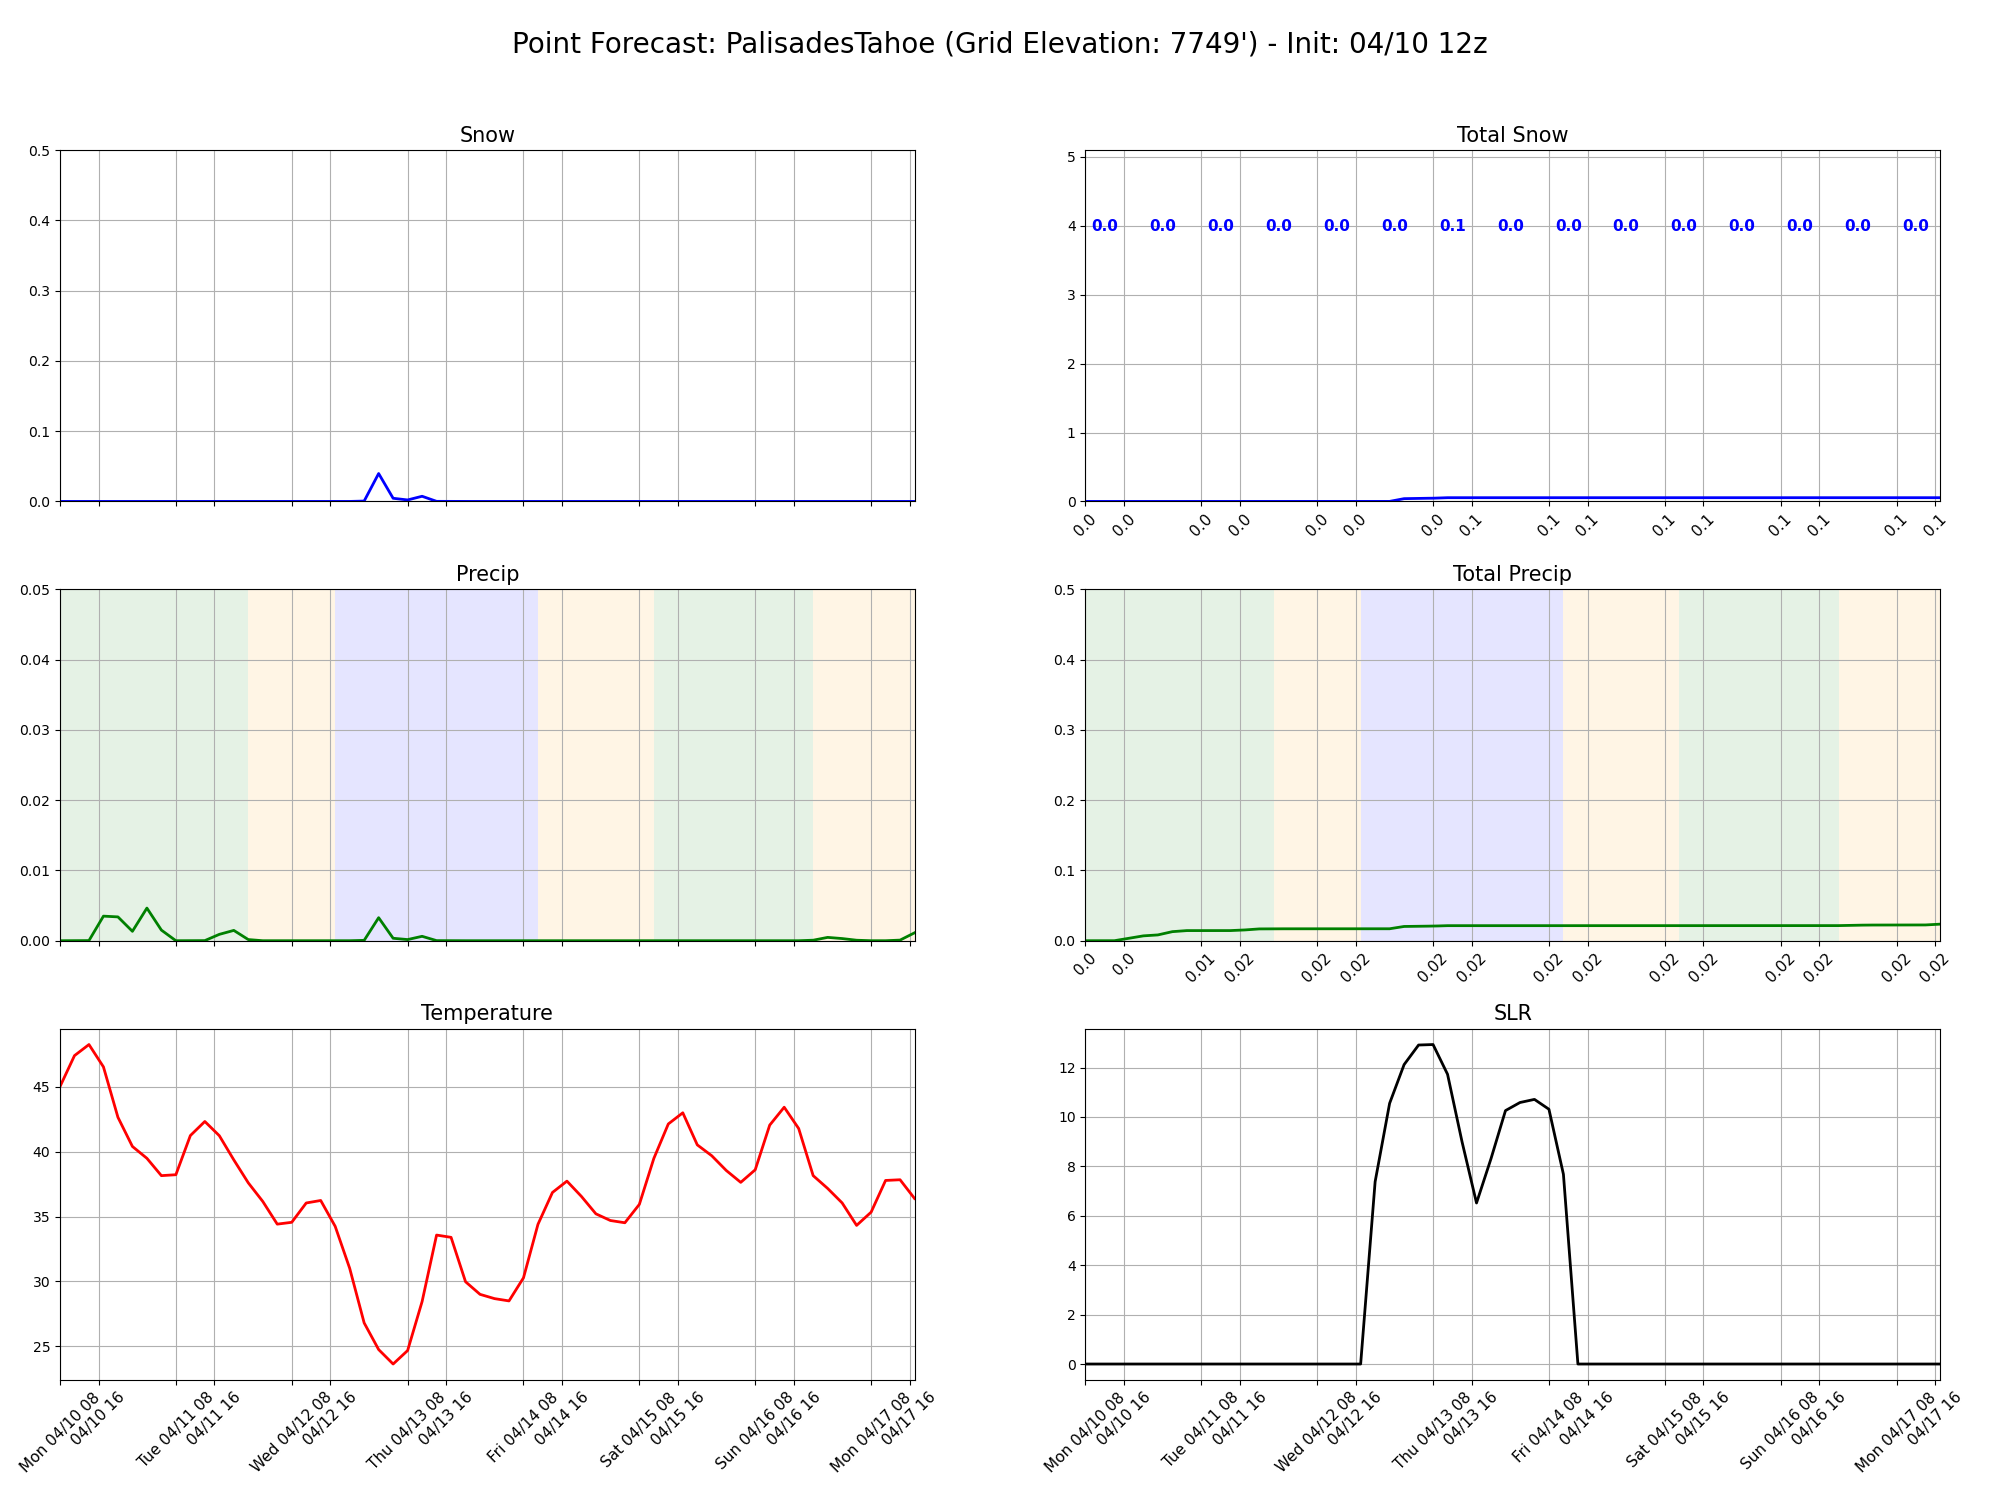 Point Forecast: PalisadesTahoe (Grid Elevation: 7749') - Init: 04/10 12z
Snow
0.5
0.4
0.3
0.2
0.1
0.0
Total Snow
5
4
3
2
1
0
0.0 0.0 0.0 0.0 0.0 0.0 0.1 0.0 0.0 0.0 0.0 0.0 0.0 0.0 0.0
0.0 0.0 0.0 0.0 0.0 0.0 0.0 0.1 0.1 0.1 0.1 0.1 0.1 0.1 0.1 0.1
Precip
0.05
0.04
0.03
0.02
0.01
0.00
Total Precip
0.5
0.4
0.3
0.2
0.1
0.0
0.0 0.0 0.01 0.02 0.02 0.02 0.02 0.02 0.02 0.02 0.02 0.02 0.02 0.02 0.02 0.02
Temperature
45
40
35
30
25
Mon 04/10 08
04/10 16
Tue 04/11 08
04/11 16
Wed 04/12 08
04/12 16
Thu 04/13 08
04/13 16
Fri 04/14 08
04/14 16
Sat 04/15 08
04/15 16
Sun 04/16 08
04/16 16
Mon 04/17 08
04/17 16
SLR
12
10
8
6
4
2
0
Mon 04/10 08
04/10 16
Tue 04/11 08
04/11 16
Wed 04/12 08
04/12 16
Thu 04/13 08
04/13 16
Fri 04/14 08
04/14 16
Sat 04/15 08
04/15 16
Sun 04/16 08
04/16 16
Mon 04/17 08
04/17 16